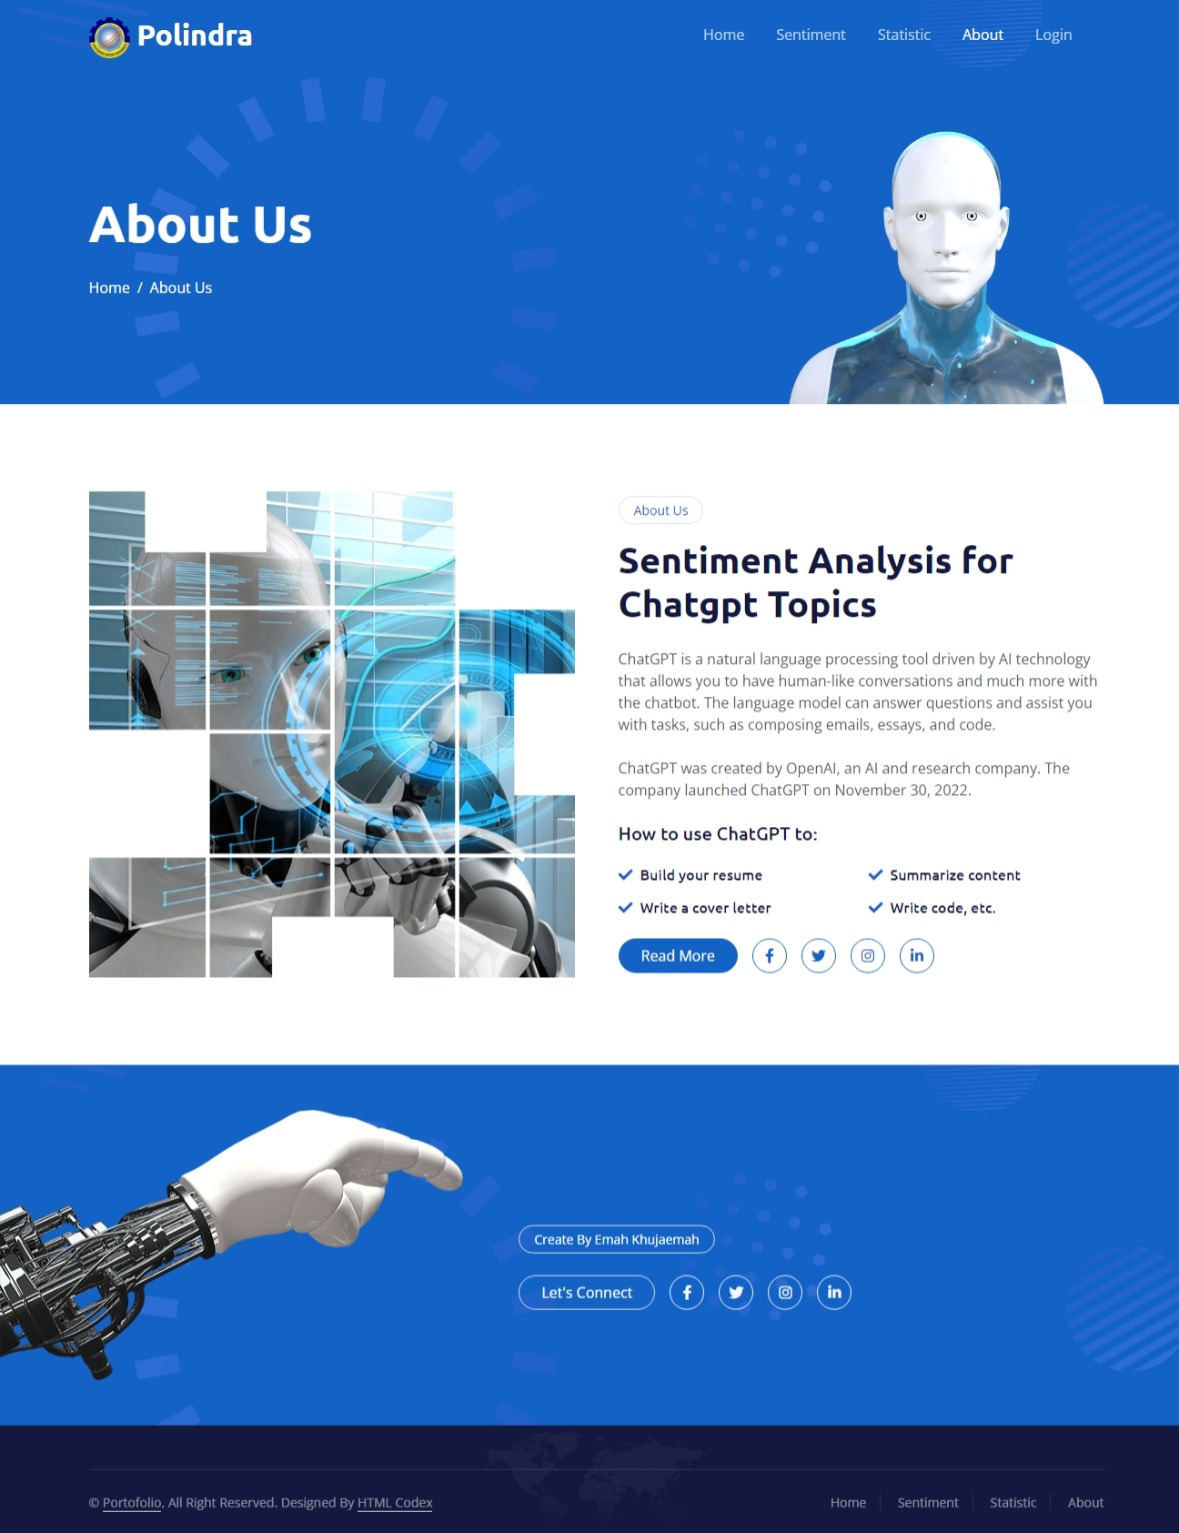 Polindra
Home Sentiment Statistic About Login
About Us
Home / About Us
About Us
Sentiment Analysis for
Chatgpt Topics
ChatGPT is a natural language processing tool driven by AI technology
that allows you to have human-like conversations and much more with
the chatbot. The language model can answer questions and assist you
with tasks, such as composing emails, essays, and code.
ChatGPT was created by OpenAI, an AI and research company. The
company launched ChatGPT on November 30, 2022.
How to use ChatGPT to:
Build your resume Summarize content
Write a cover letter Write code, etc.
Read More
Create By Emah Khujaemah
Let's Connect
© Portofolio, All Right Reserved. Designed By HTML Codex
Home Sentiment Statistic About